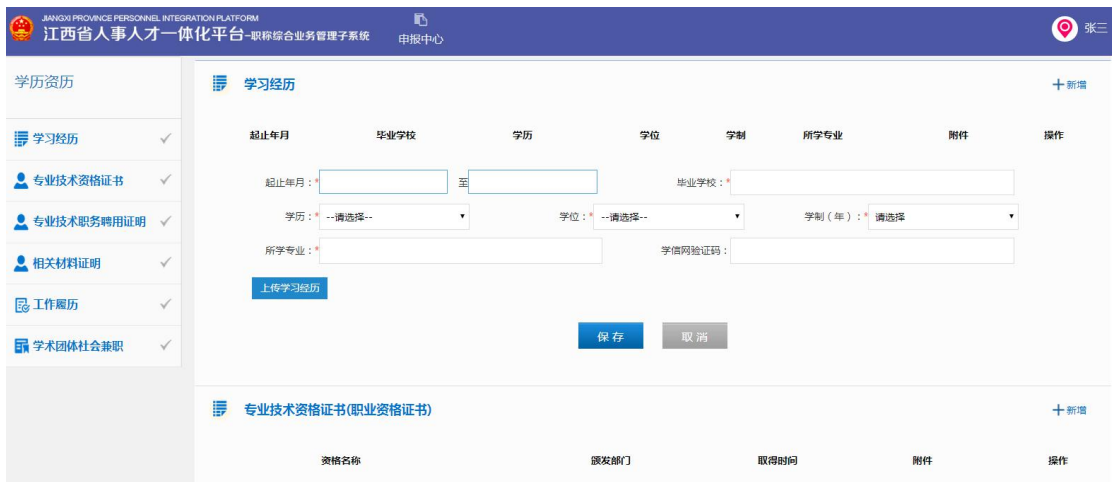 JIANGXI PROVINCE PERSONNEL INTEGRATION PLATFORM
江西省人事人才一体化平台-职称综合业务管理子系统
申报中心
张三
学历资历
学习经历
专业技术资格证书
专业技术职务聘用证明
相关材料证明
工作履历
学术团体社会兼职
学习经历
+新增
起止年月 毕业学校 学历 学位 学制 所学专业 附件 操作
起止年月：* 至 毕业学校：*
学历：* --请选择-- 学位：* --请选择-- 学制（年）：* 请选择
所学专业：* 学信网验证码：
上传学习经历
保存 取消
专业技术资格证书(职业资格证书)
+新增
资格名称 颁发部门 取得时间 附件 操作